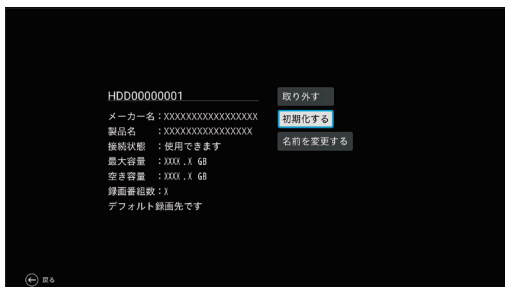 HDD00000001
メーカー名：XXXXXXXXXXXXXXXXX
製品名　：XXXXXXXXXXXXXXXX
接続状態　：使用できます
最大容量　：XXXX.X GB
空き容量　：XXXX.X GB
録画番組数：X
デフォルト録画先です
取り外す
初期化する
名前を変更する
戻る